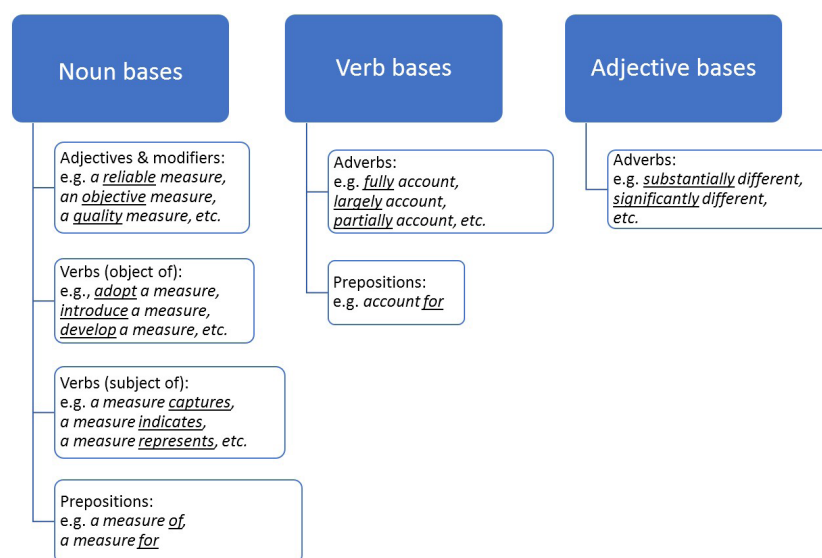 Noun bases
Adjectives & modifiers:
e.g. a reliable measure,
an objective measure,
a quality measure, etc.
Verbs (object of):
e.g., adopt a measure,
introduce a measure,
develop a measure, etc.
Verbs (subject of):
e.g. a measure captures,
a measure indicates,
a measure represents, etc.
Prepositions:
e.g. a measure of,
a measure for
Verb bases
Adverbs:
e.g. fully account,
largely account,
partially account, etc.
Prepositions:
e.g. account for
Adjective bases
Adverbs:
e.g. substantially different,
significantly different,
etc.